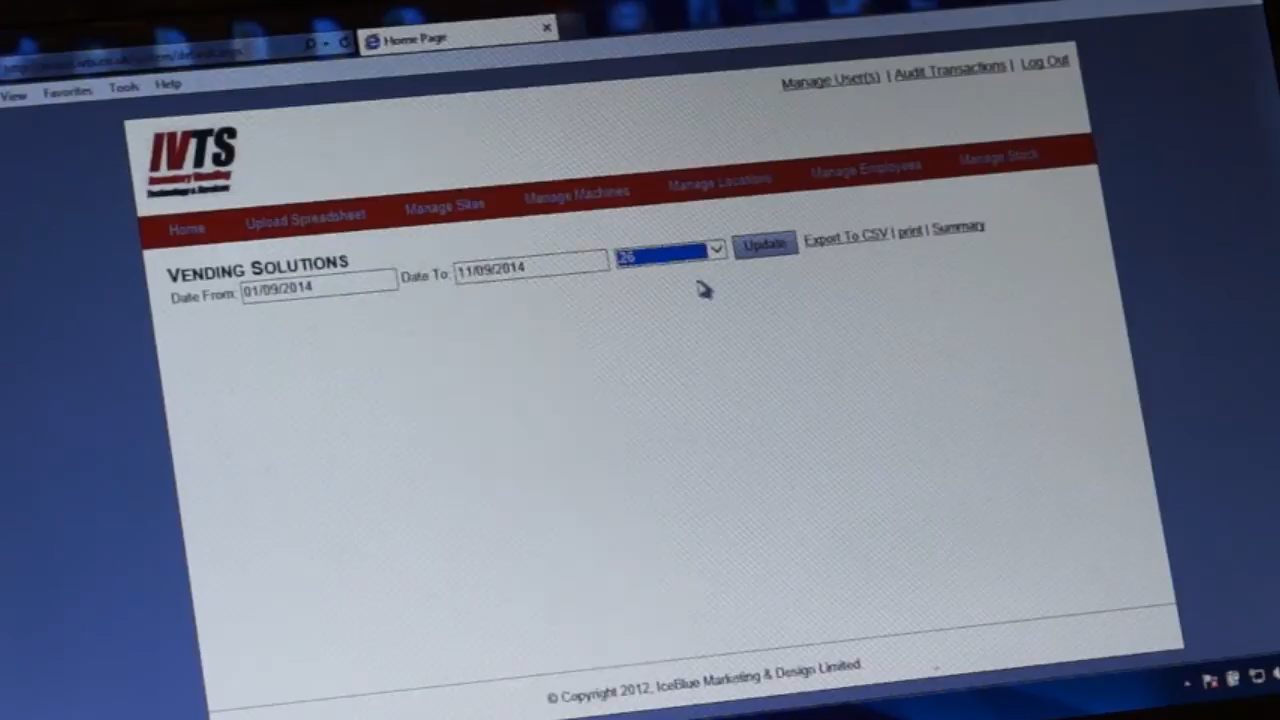 Home Page
View Favorites Tools Help
Manage User(s) | Audit Transactions | Log Out
IVTS
Home Upload Spreadsheet Manage Sites Manage Machines Manage Locations Manage Employees Manage Stock
VENDING SOLUTIONS
Date From: 01/09/2014 Date To: 11/09/2014 26 Update Export To CSV | print | Summary
© Copyright 2012, IceBlue Marketing & Design Limited.